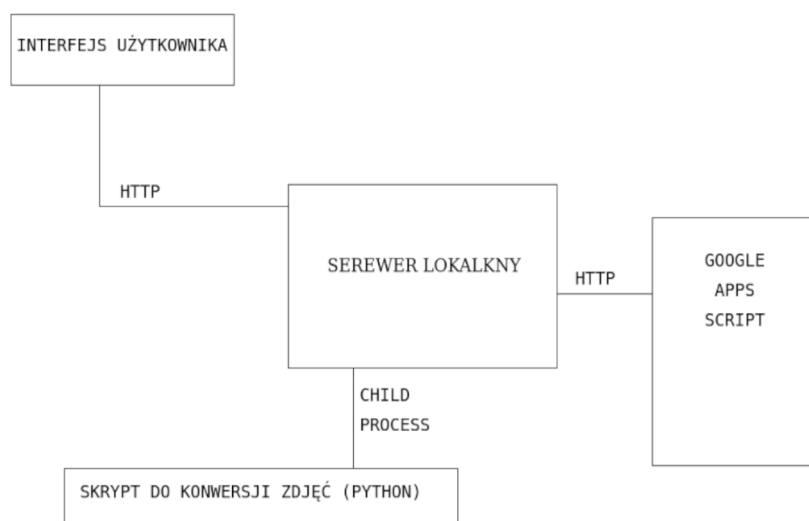 INTERFEJS UŻYTKOWNIKA
HTTP
SEREWER LOKALKNY
HTTP
GOOGLE
APPS
SCRIPT
CHILD
PROCESS
SKRYPT DO KONWERSJI ZDJĘĆ (PYTHON)